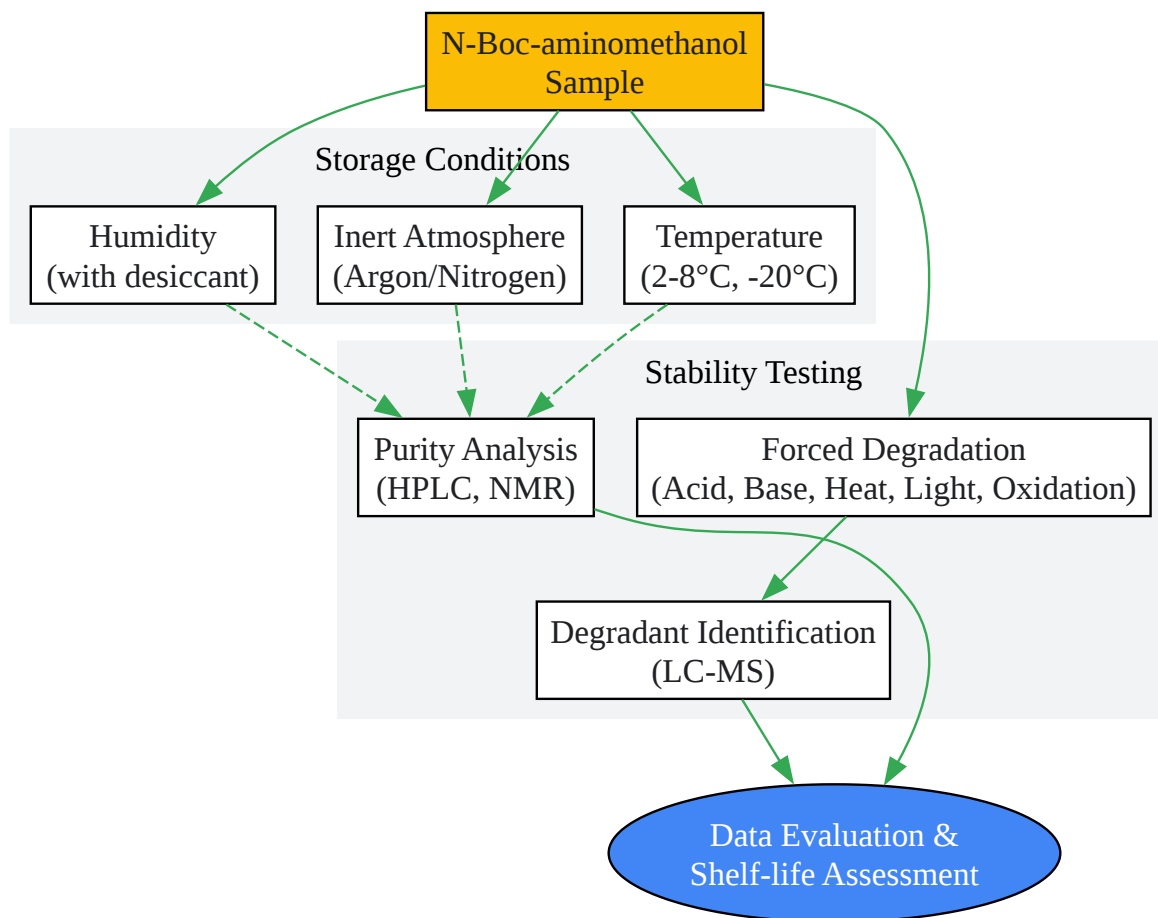 N-Boc-aminomethanol
Sample
Storage Conditions
Humidity
(with desiccant)
Inert Atmosphere
(Argon/Nitrogen)
Temperature
(2-8°C, -20°C)
Stability Testing
Purity Analysis
(HPLC, NMR)
Forced Degradation
(Acid, Base, Heat, Light, Oxidation)
Degradant Identification
(LC-MS)
Data Evaluation &
Shelf-life Assessment